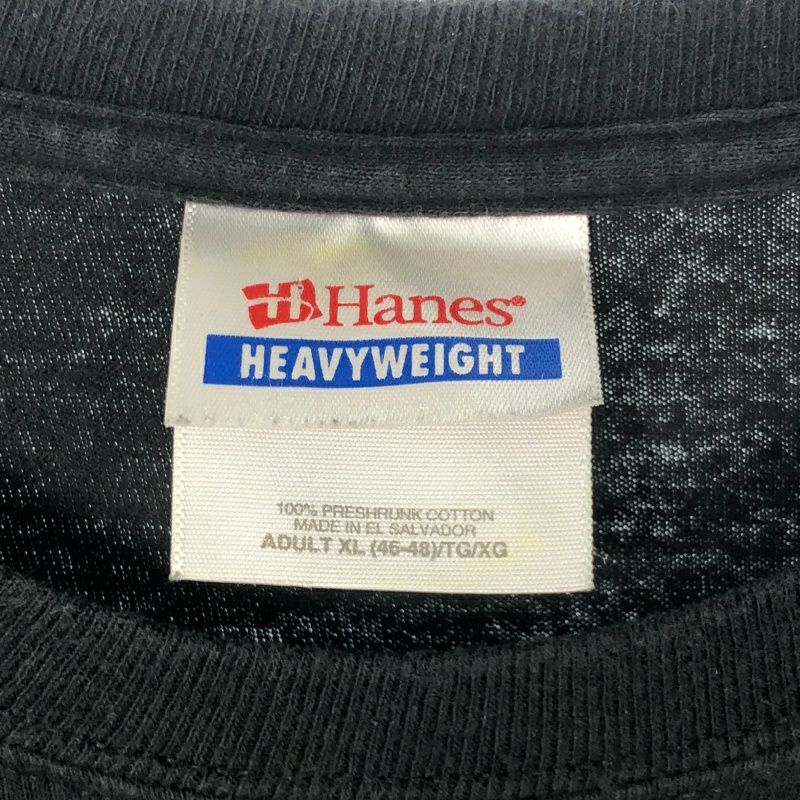 H Hanes®
HEAVYWEIGHT
100% PRESHRUNK COTTON
MADE IN EL SALVADOR
ADULT XL (46-48)/TG/XG